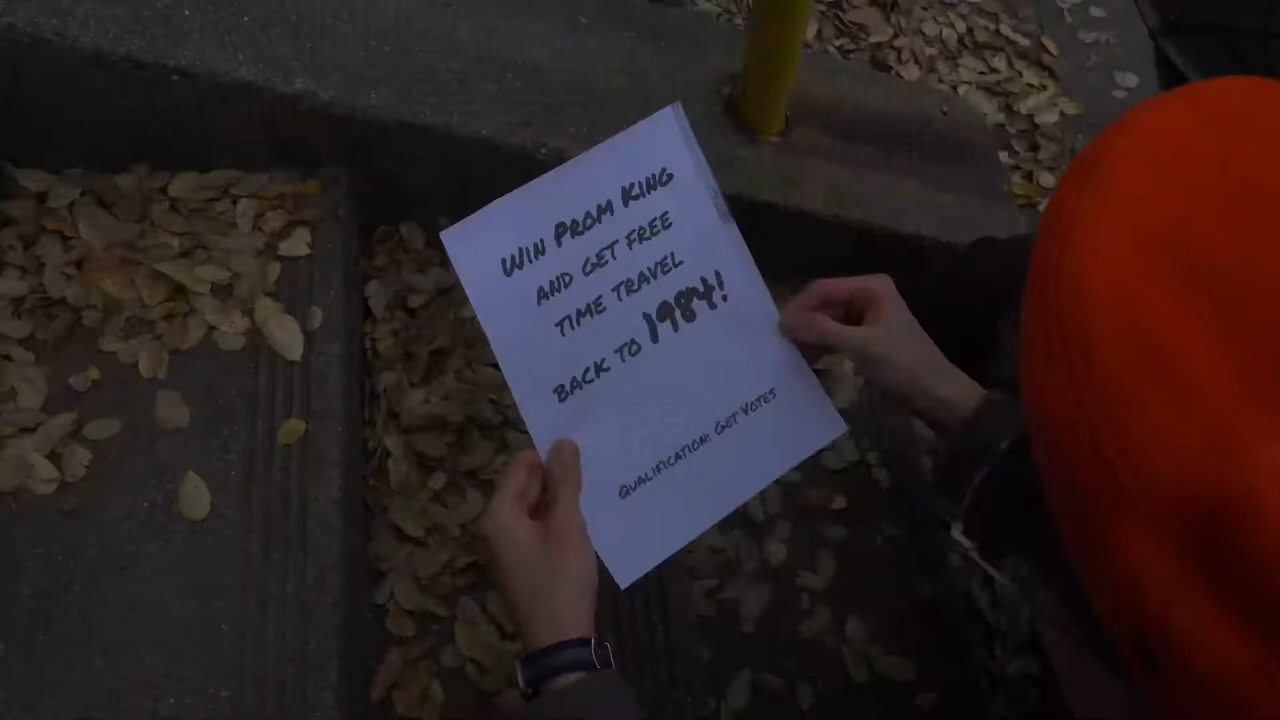 WIN PROM KING
AND GET FREE
TIME TRAVEL
BACK TO 1984!
QUALIFICATION: GET VOTES